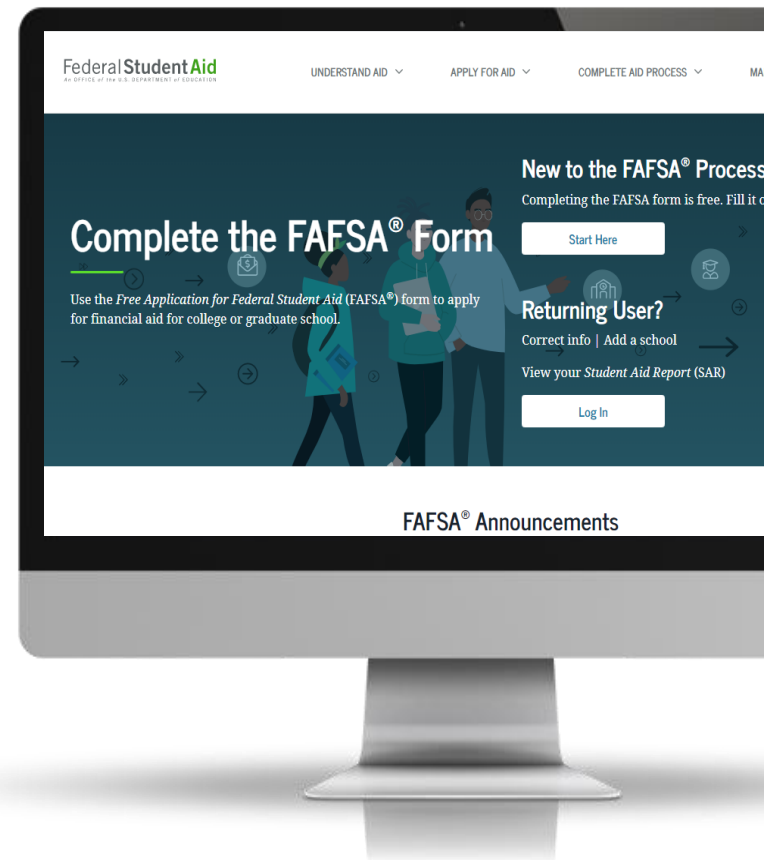 Federal Student Aid
An OFFICE of the U.S. DEPARTMENT of EDUCATION
UNDERSTAND AID
APPLY FOR AID
COMPLETE AID PROCESS
MA
Complete the FAFSA® Form
Use the Free Application for Federal Student Aid (FAFSA®) form to apply
for financial aid for college or graduate school.
New to the FAFSA® Process
Completing the FAFSA form is free. Fill it o
Start Here
Returning User?
Correct info | Add a school
View your Student Aid Report (SAR)
Log In
FAFSA® Announcements